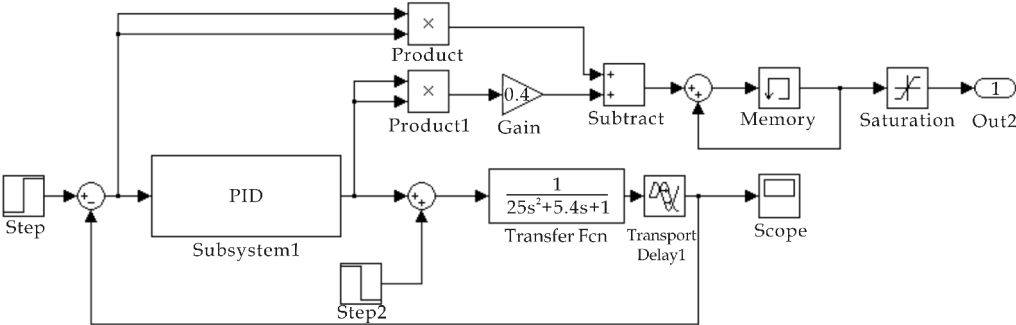 ×
Product
×
Product1
0.4
Gain
+
+
Subtract
+
+
Memory
Saturation
1
Out2
Step
+
−
PID
Subsystem1
+
+
1
25s²+5.4s+1
Transfer Fcn
Transport
Delay1
Scope
Step2